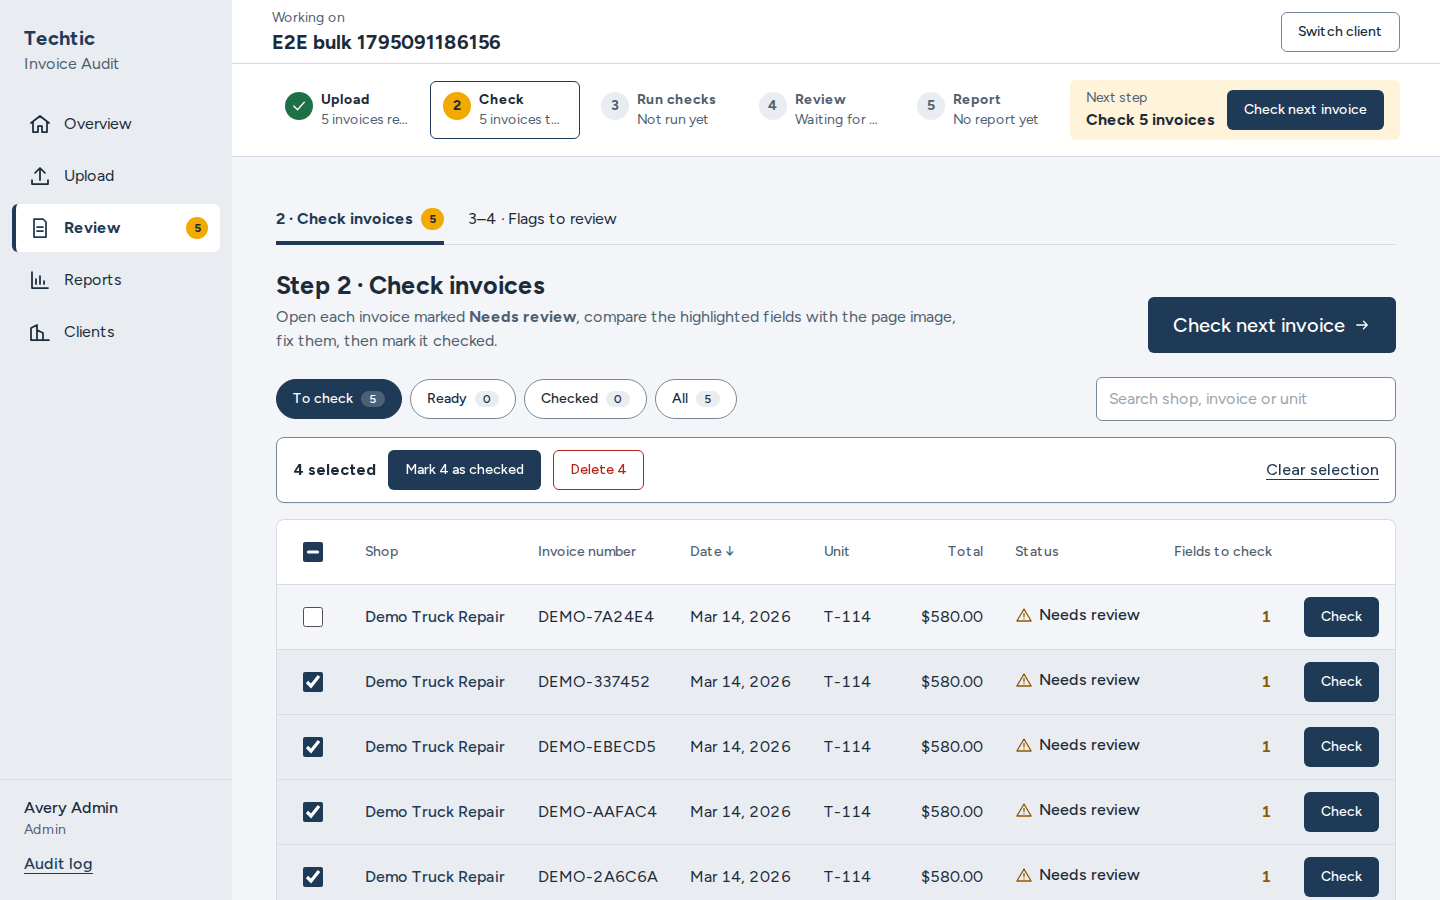 Techtic
Invoice Audit
Overview
Upload
Review 5
Reports
Clients
Avery Admin
Admin
Audit log
Working on
E2E bulk 1795091186156
Switch client
Upload
5 invoices re...
2 Check
5 invoices t...
3 Run checks
Not run yet
4 Review
Waiting for ...
5 Report
No report yet
Next step
Check 5 invoices
Check next invoice
2 · Check invoices 5
3–4 · Flags to review
Step 2 · Check invoices
Open each invoice marked Needs review, compare the highlighted fields with the page image,
fix them, then mark it checked.
Check next invoice →
To check 5
Ready 0
Checked 0
All 5
Search shop, invoice or unit
4 selected
Mark 4 as checked
Delete 4
Clear selection
Shop Invoice number Date ↓ Unit Total Status Fields to check
Demo Truck Repair DEMO-7A24E4 Mar 14, 2026 T-114 $580.00 Needs review 1 Check
Demo Truck Repair DEMO-337452 Mar 14, 2026 T-114 $580.00 Needs review 1 Check
Demo Truck Repair DEMO-EBECD5 Mar 14, 2026 T-114 $580.00 Needs review 1 Check
Demo Truck Repair DEMO-AAFAC4 Mar 14, 2026 T-114 $580.00 Needs review 1 Check
Demo Truck Repair DEMO-2A6C6A Mar 14, 2026 T-114 $580.00 Needs review 1 Check